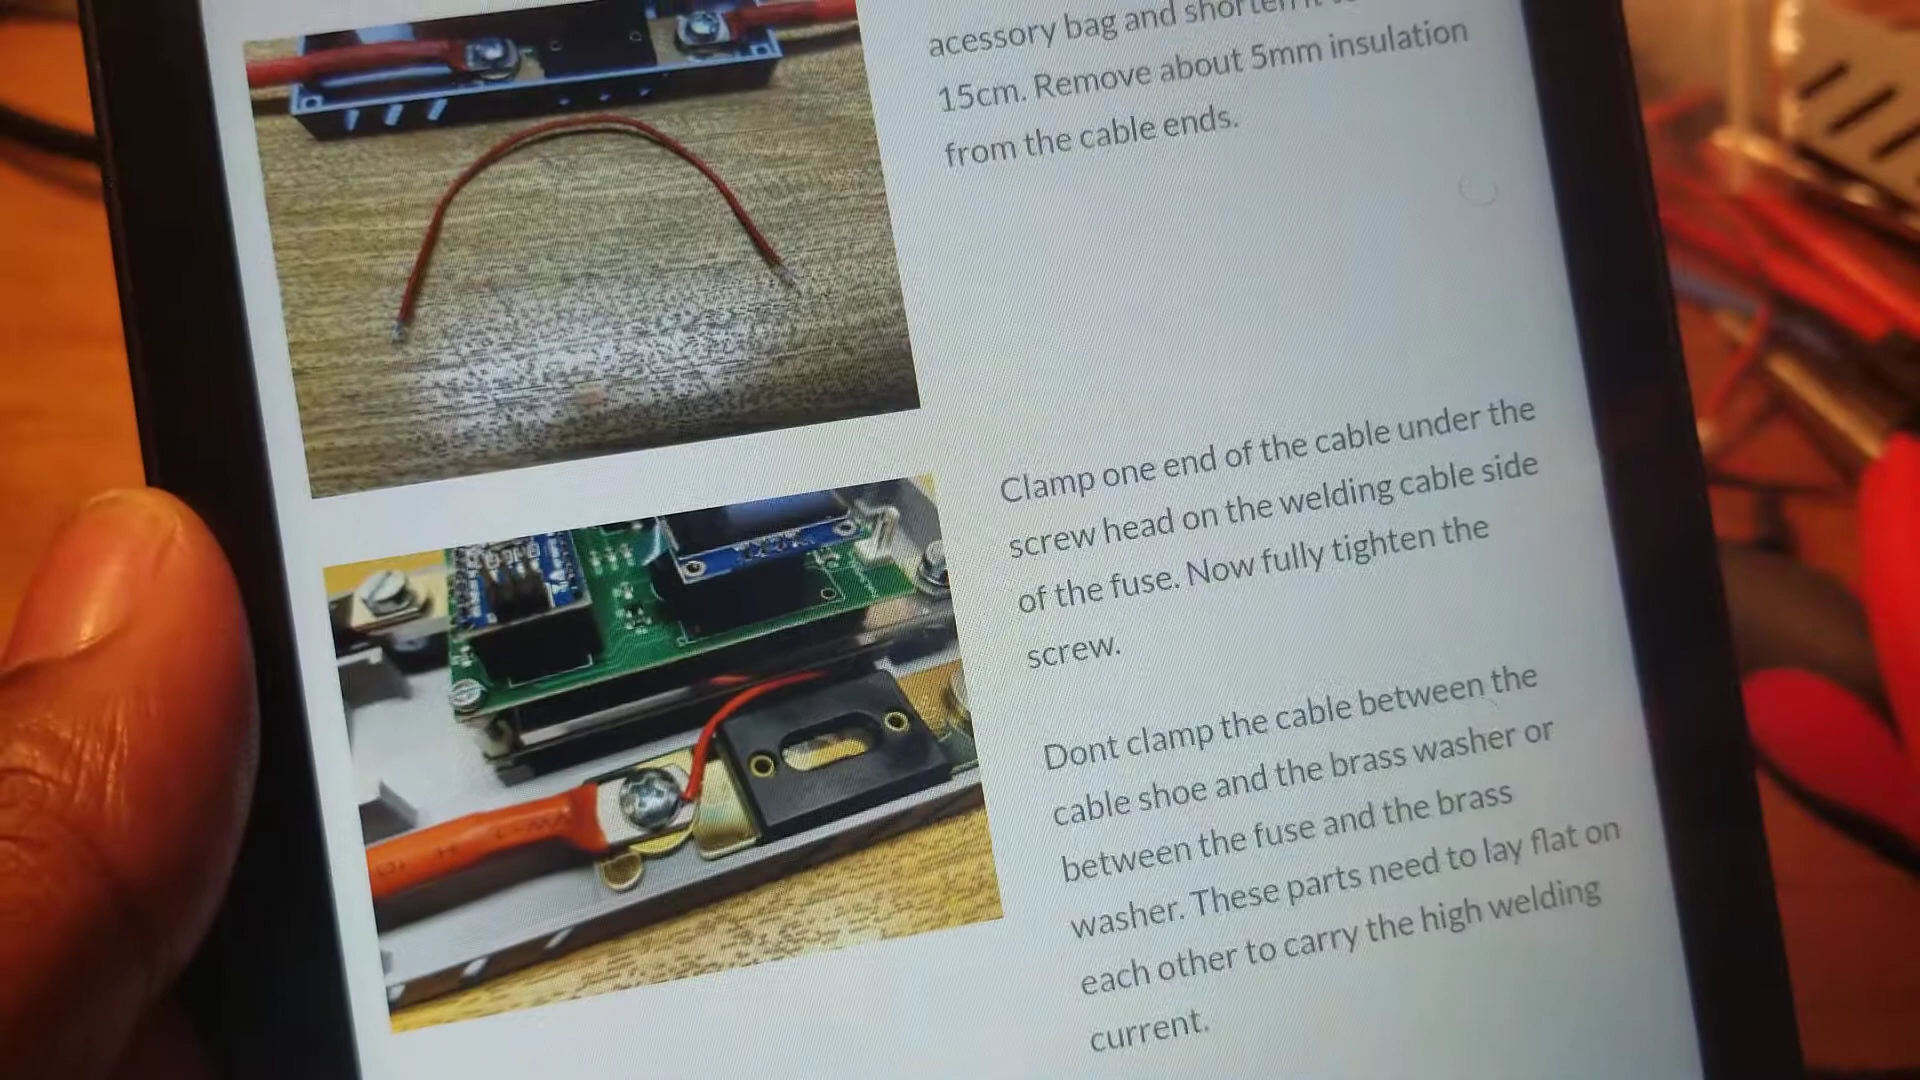 acessory bag and shorten it
15cm. Remove about 5mm insulation
from the cable ends.
Clamp one end of the cable under the
screw head on the welding cable side
of the fuse. Now fully tighten the
screw.
Dont clamp the cable between the
cable shoe and the brass washer or
between the fuse and the brass
washer. These parts need to lay flat on
each other to carry the high welding
current.